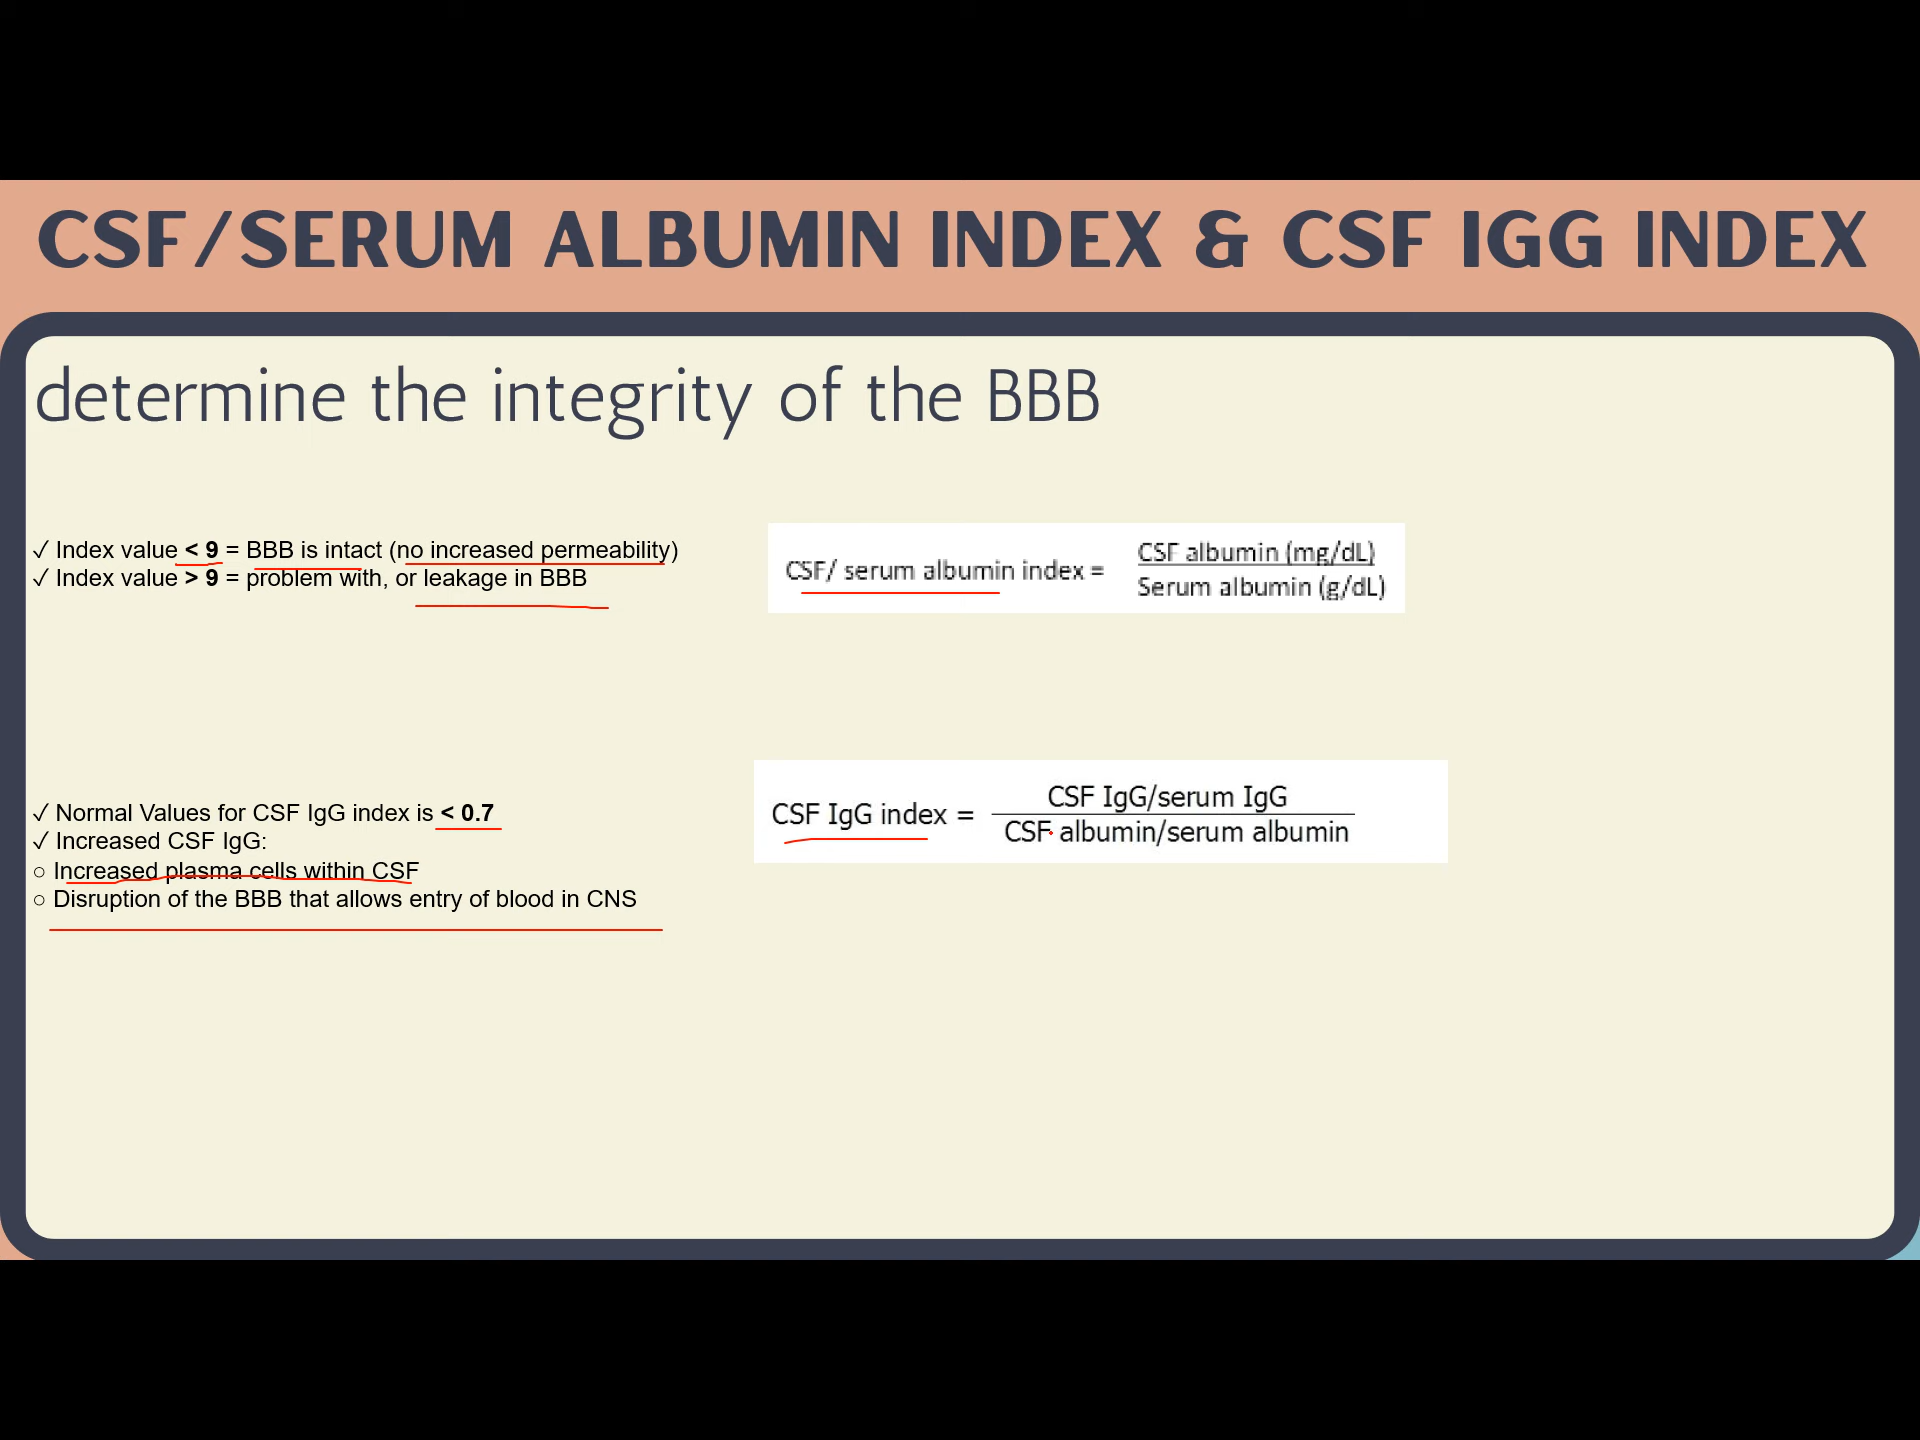 CSF/SERUM ALBUMIN INDEX & CSF IGG INDEX
determine the integrity of the BBB
✓ Index value < 9 = BBB is intact (no increased permeability)
✓ Index value > 9 = problem with, or leakage in BBB
CSF/ serum albumin index =
CSF albumin (mg/dL)
Serum albumin (g/dL)
✓ Normal Values for CSF IgG index is < 0.7
✓ Increased CSF IgG:
○ Increased plasma cells within CSF
○ Disruption of the BBB that allows entry of blood in CNS
CSF IgG index =
CSF IgG/serum IgG
CSF albumin/serum albumin